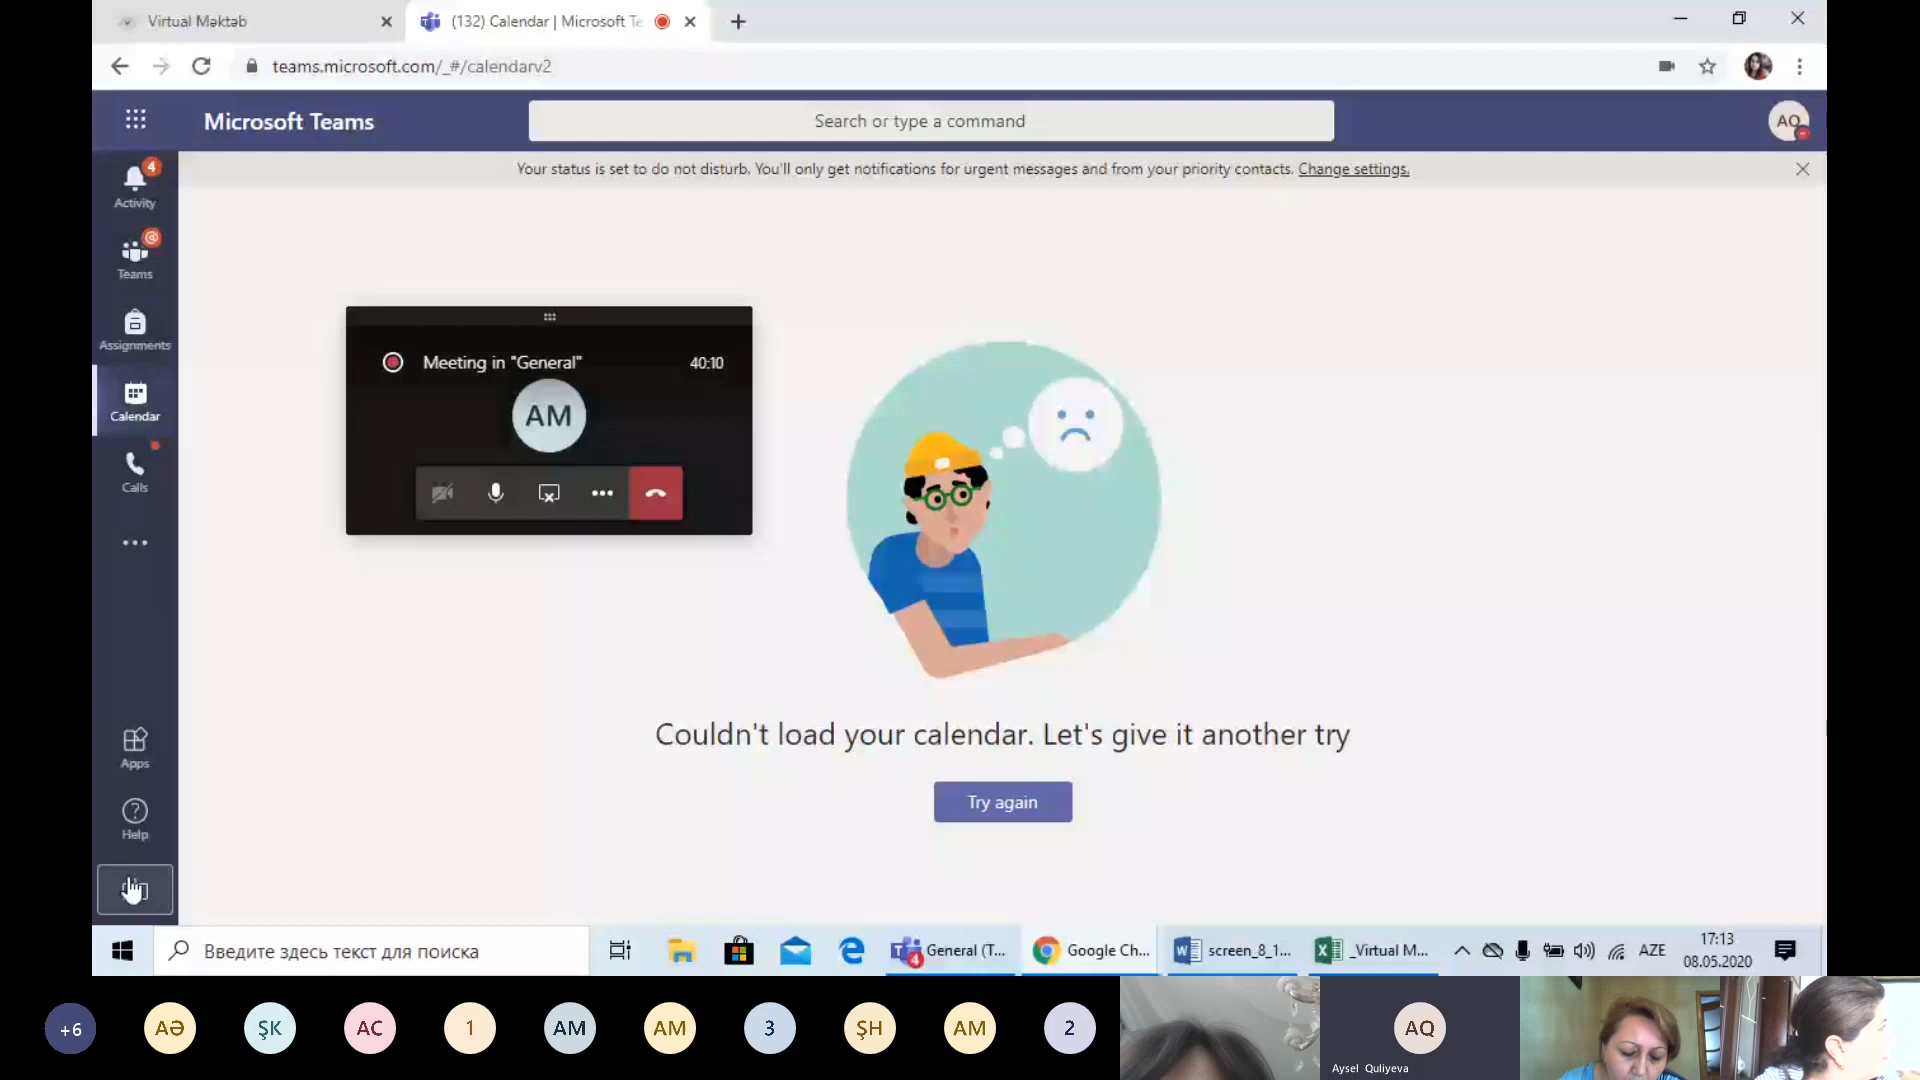 Virtual Məktəb
(132) Calendar | Microsoft Te
teams.microsoft.com/_#/calendarv2
Microsoft Teams
Search or type a command
AQ
Your status is set to do not disturb. You'll only get notifications for urgent messages and from your priority contacts. Change settings.
4
Activity
@
Teams
Assignments
Calendar
Calls
Meeting in "General"
40:10
AM
Couldn't load your calendar. Let's give it another try
Try again
Apps
?
Help
Введите здесь текст для поиска
4
General (T...
Google Ch...
screen_8_1...
_Virtual M...
AZE
17:13
08.05.2020
+6
AƏ
ŞK
AC
1
AM
AM
3
ŞH
AM
2
AQ
Aysel Quliyeva